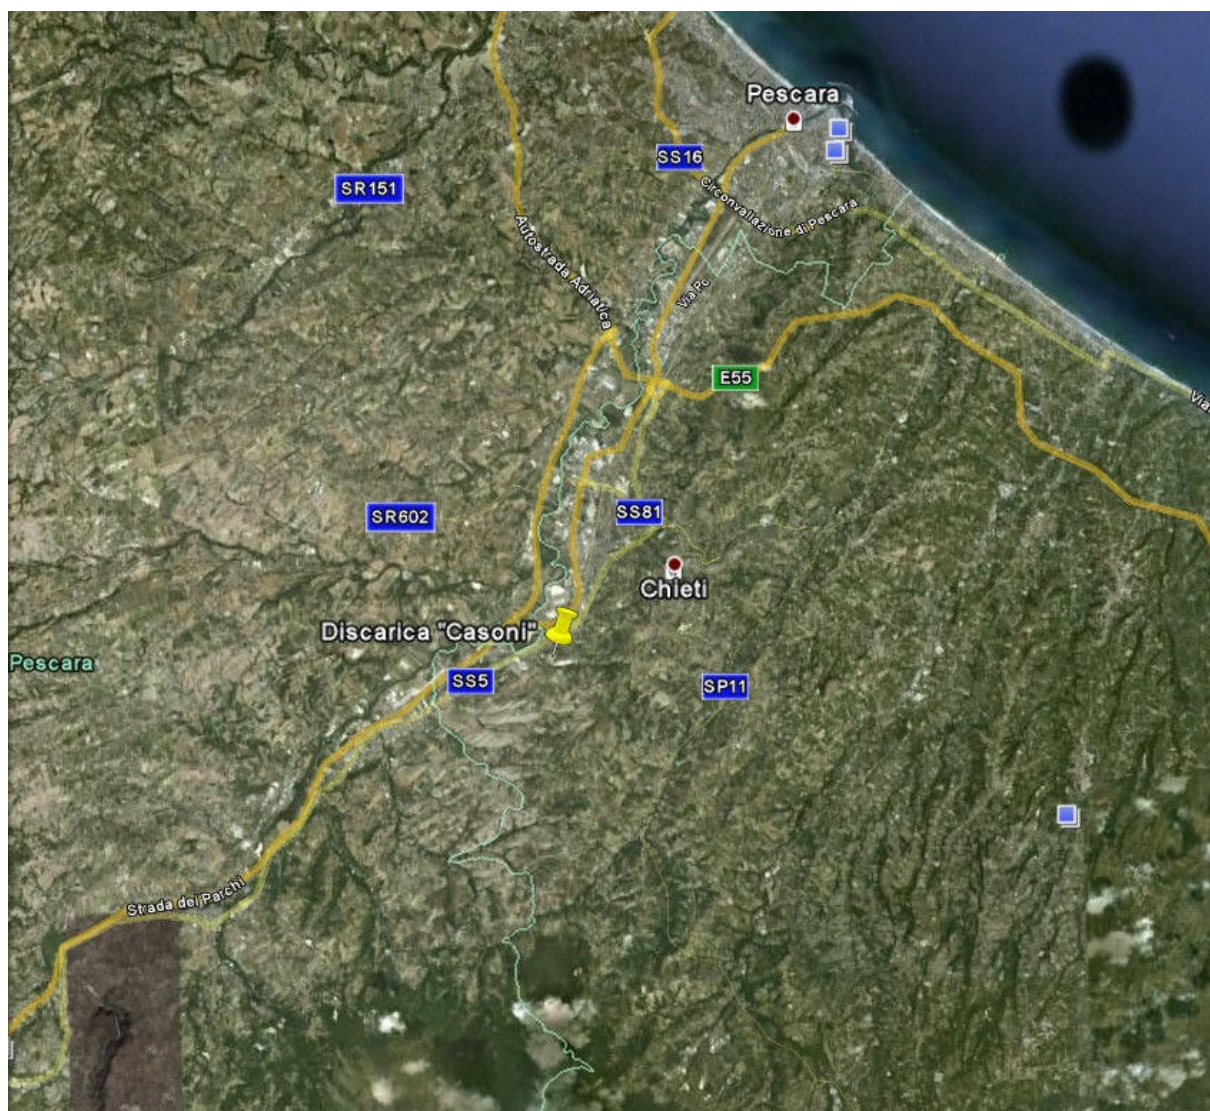 Pescara
SS16
SR151
Circonvallazione di Pescara
Autostrada Adriatica
Via Po
E55
Via
SR602
SS81
Chieti
Discarica "Casoni"
Pescara
SS5
SP11
Strada dei Parchi